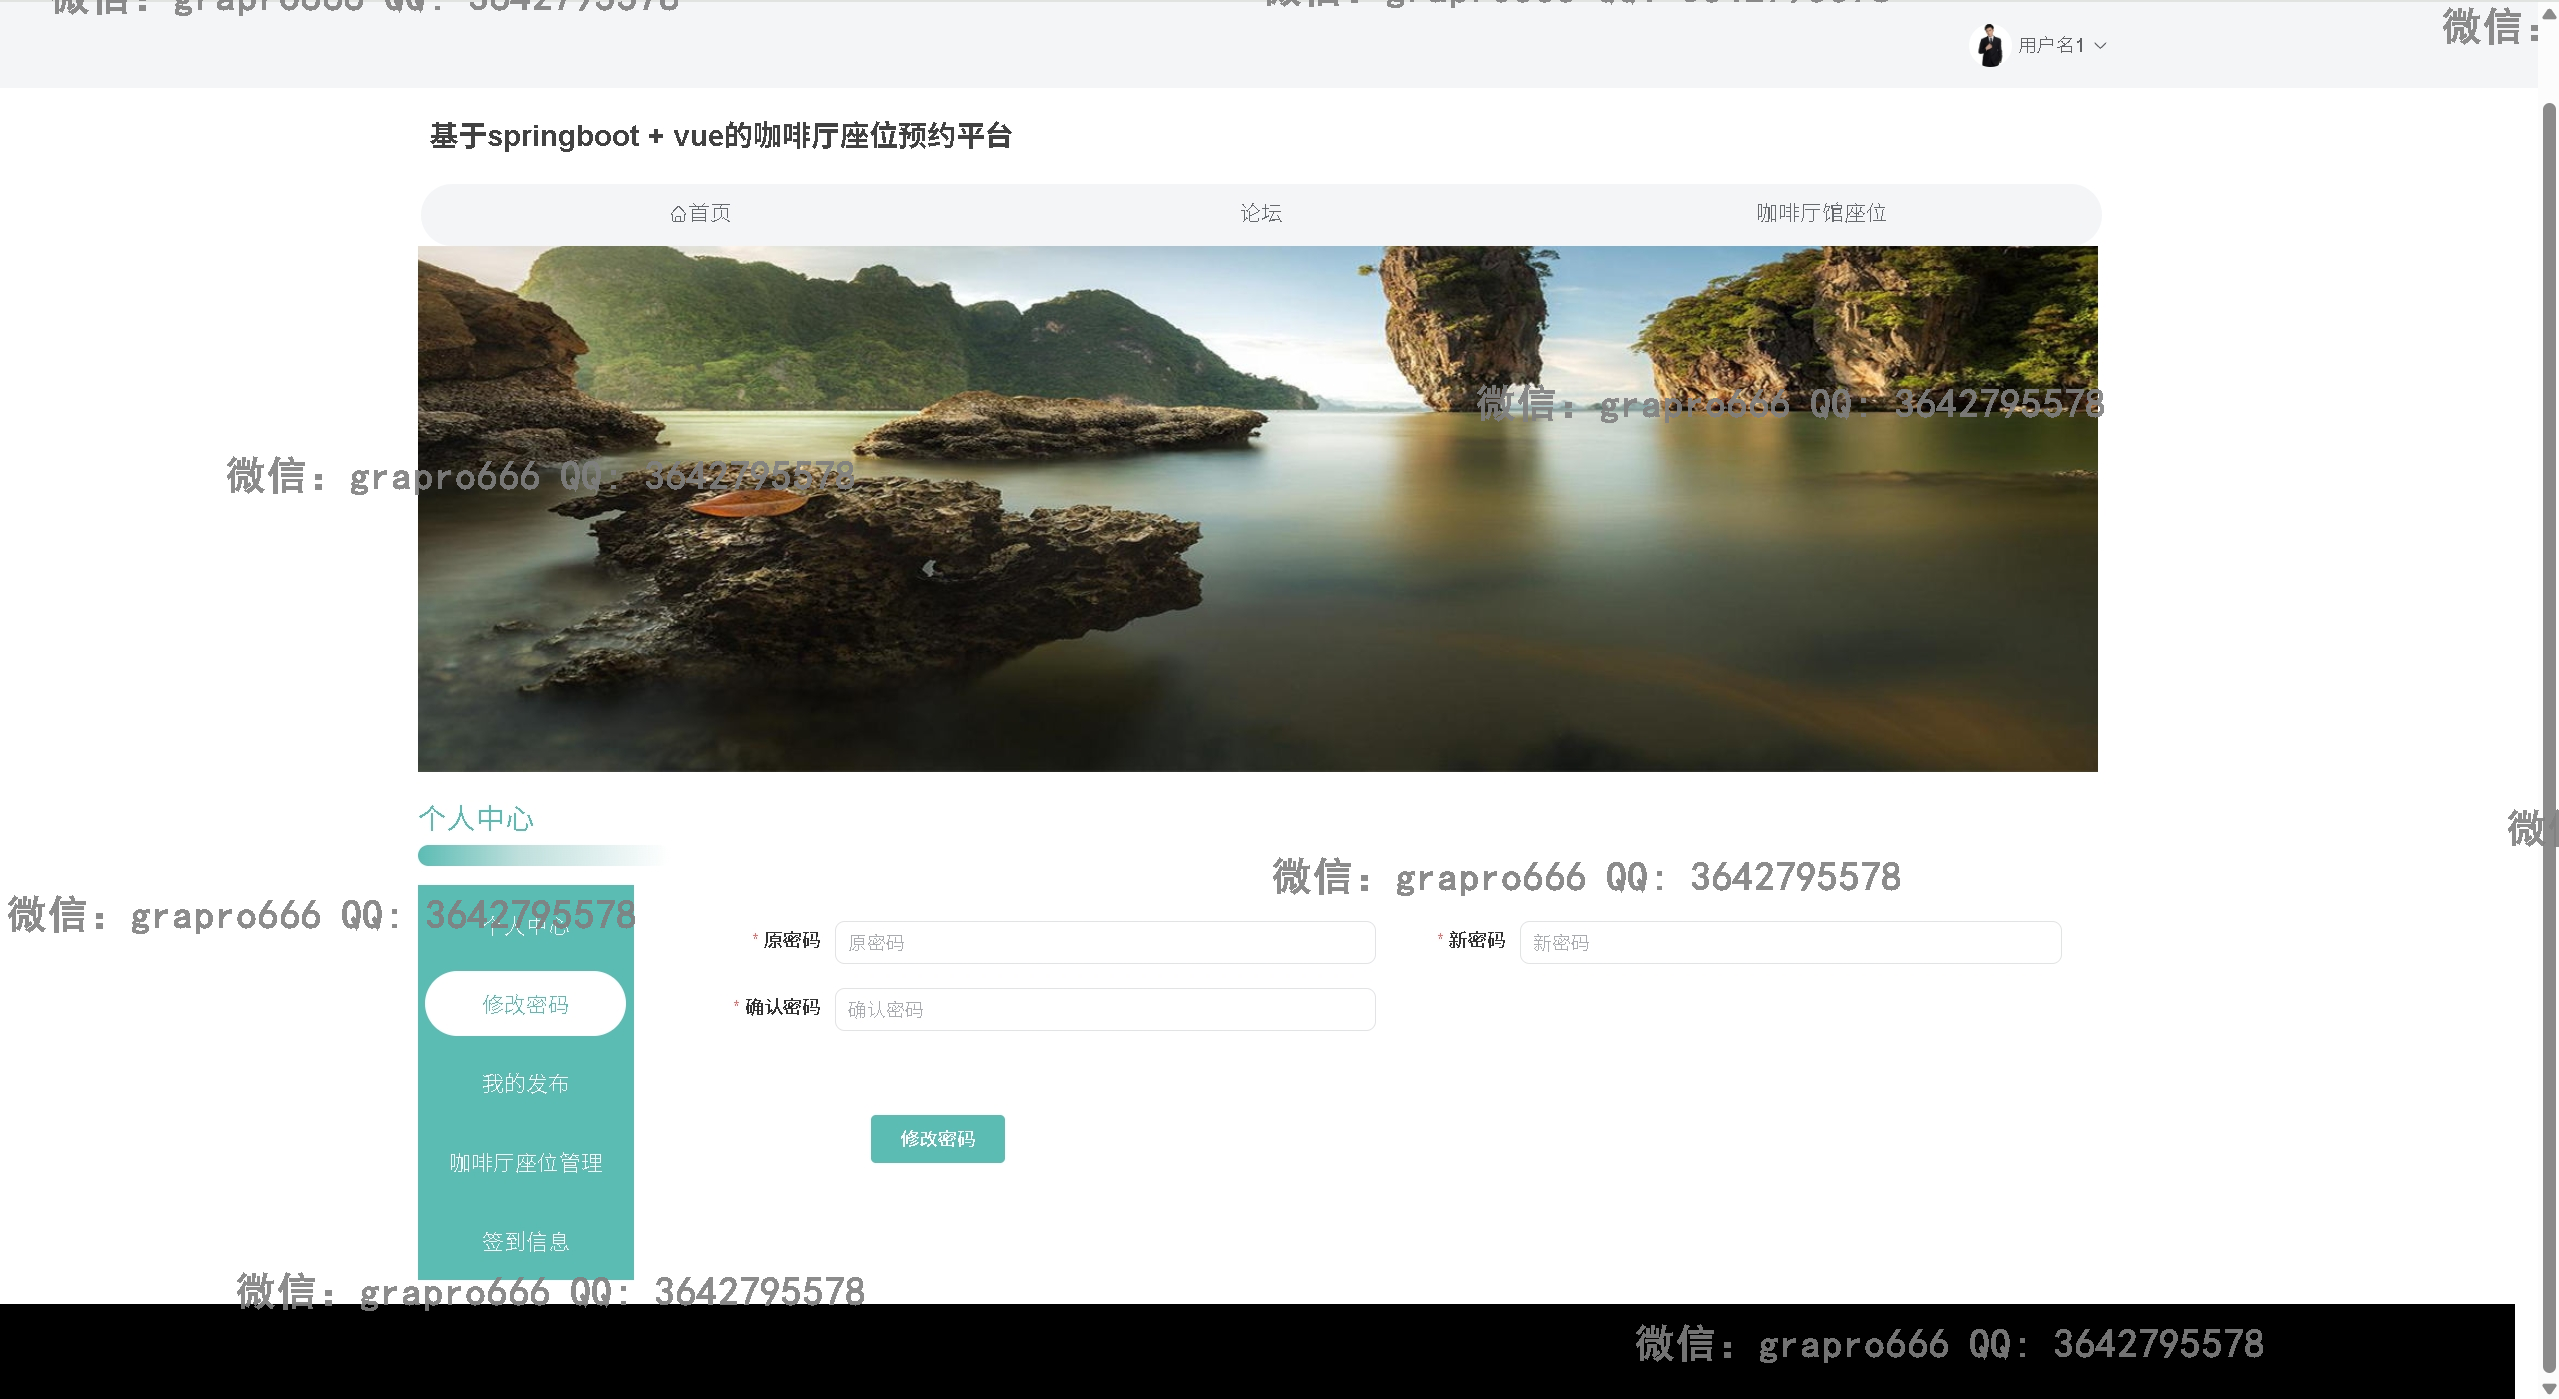 微信: grapro666 QQ: 3642795578
微信:
用户名1
基于springboot + vue的咖啡厅座位预约平台
首页
论坛
咖啡厅馆座位
微信: grapro666 QQ: 3642795578
微信: grapro666 QQ: 3642795578
个人中心
微信: grapro666 QQ: 3642795578
微信: grapro666 QQ: 3642795578
个人中心
* 原密码 原密码
* 新密码 新密码
修改密码
* 确认密码 确认密码
我的发布
修改密码
咖啡厅座位管理
签到信息
微信: grapro666 QQ: 3642795578
微信: grapro666 QQ: 3642795578